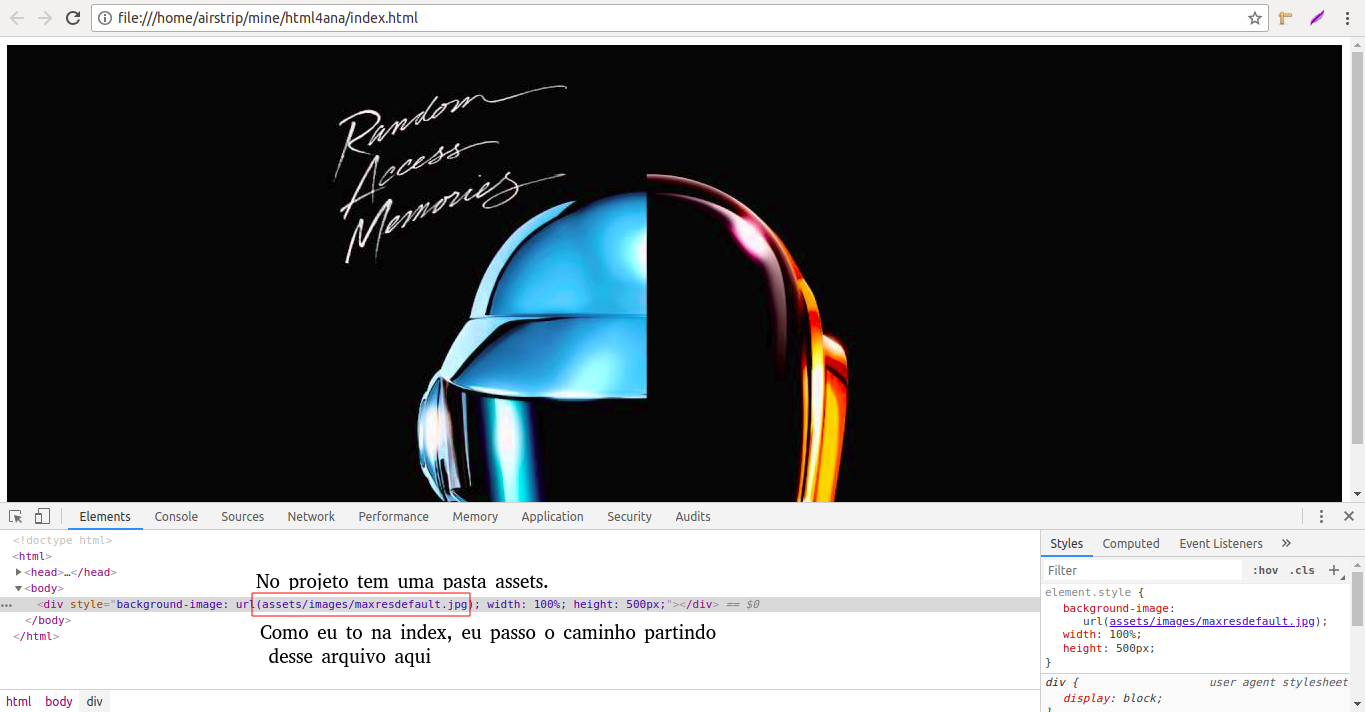 file:///home/airstrip/mine/html4ana/index.html
Random
Access
Memories
Elements Console Sources Network Performance Memory Application Security Audits
<!doctype html>
<html>
<head>…</head>
<body>
No projeto tem uma pasta assets.
<div style="background-image: url(assets/images/maxresdefault.jpg); width: 100%; height: 500px;"></div> == $0
</body>
Como eu to na index, eu passo o caminho partindo
desse arquivo aqui
</html>
html body div
Styles Computed Event Listeners »
Filter :hov .cls +
element.style {
background-image:
url(assets/images/maxresdefault.jpg);
width: 100%;
height: 500px;
}
div { user agent stylesheet
display: block;
}